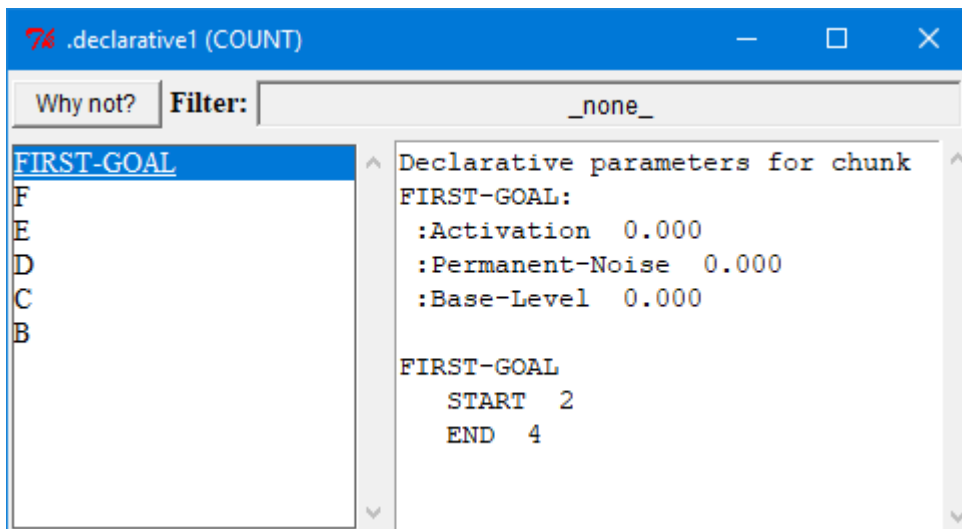 .declarative1 (COUNT)
Why not? Filter: _none_
FIRST-GOAL
F
E
D
C
B
Declarative parameters for chunk
FIRST-GOAL:
:Activation 0.000
:Permanent-Noise 0.000
:Base-Level 0.000
FIRST-GOAL
START 2
END 4